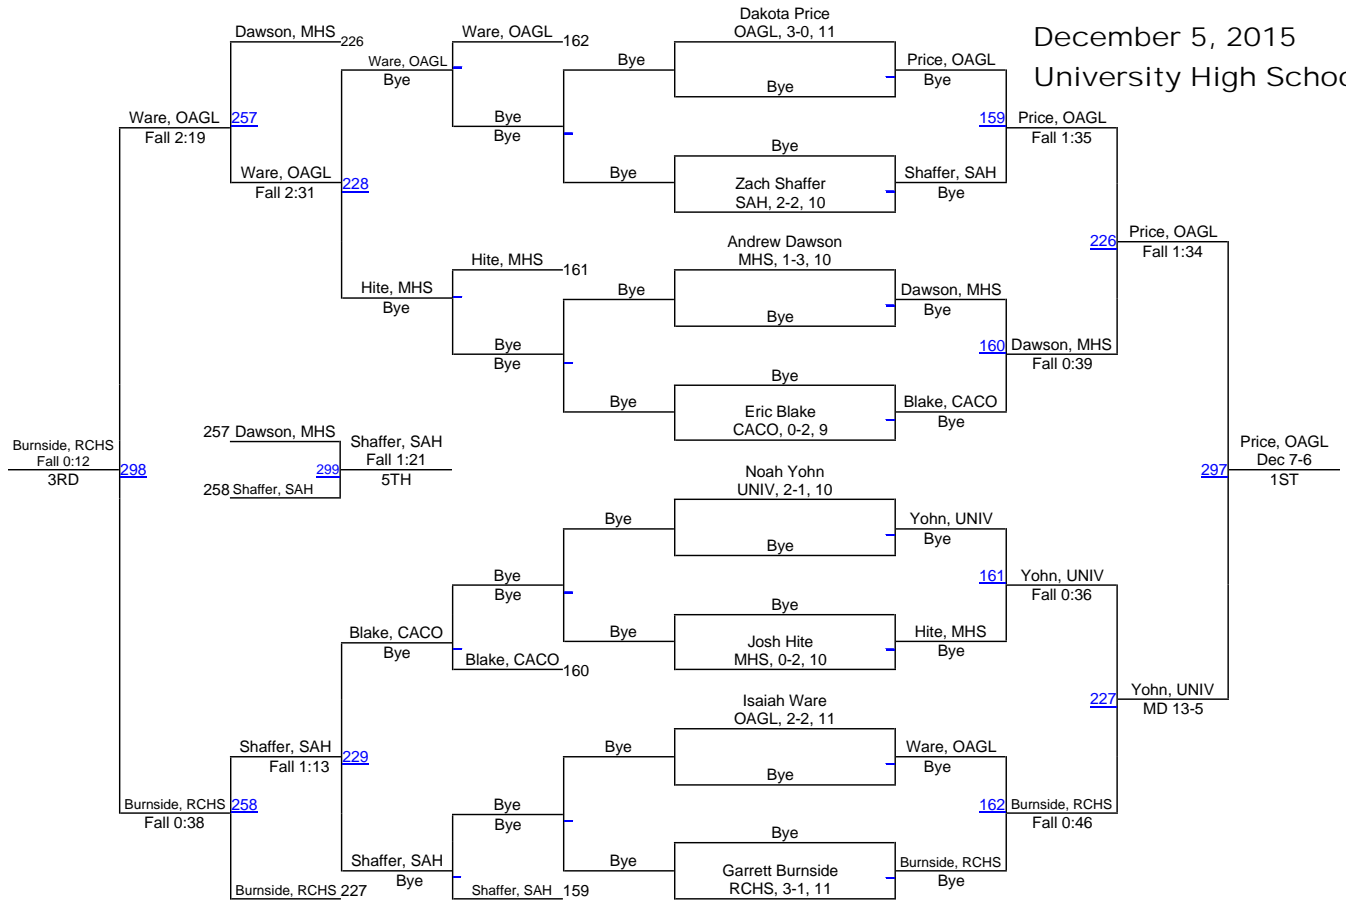 Dakota Price
OAGL, 3-0, 11
December 5, 2015
University High Schoo
Dawson, MHS 226
Ware, OAGL 162
Ware, OAGL
Bye
Bye
Bye
Price, OAGL
Bye
Ware, OAGL 257
Fall 2:19
Bye
Bye
159 Price, OAGL
Fall 1:35
Ware, OAGL
Fall 2:31
228
Bye
Bye
Zach Shaffer
SAH, 2-2, 10
Shaffer, SAH
Bye
Andrew Dawson
MHS, 1-3, 10
226 Price, OAGL
Fall 1:34
Hite, MHS 161
Hite, MHS
Bye
Bye
Bye
Dawson, MHS
Bye
Bye
Bye
160 Dawson, MHS
Fall 0:39
Bye
Bye
Eric Blake
CACO, 0-2, 9
Blake, CACO
Bye
Burnside, RCHS
Fall 0:12
3RD
298
257 Dawson, MHS
258 Shaffer, SAH
299
Shaffer, SAH
Fall 1:21
5TH
297
Price, OAGL
Dec 7-6
1ST
Noah Yohn
UNIV, 2-1, 10
Bye
Bye
Yohn, UNIV
Bye
Bye
Bye
161 Yohn, UNIV
Fall 0:36
Blake, CACO
Bye
Blake, CACO 160
Bye
Bye
Josh Hite
MHS, 0-2, 10
Hite, MHS
Bye
Isaiah Ware
OAGL, 2-2, 11
227 Yohn, UNIV
MD 13-5
Shaffer, SAH 229
Fall 1:13
Bye
Bye
Ware, OAGL
Bye
Burnside, RCHS 258
Fall 0:38
Bye
Bye
162 Burnside, RCHS
Fall 0:46
Shaffer, SAH
Bye
Bye
Bye
Garrett Burnside
RCHS, 3-1, 11
Burnside, RCHS
Bye
Burnside, RCHS 227
Shaffer, SAH 159